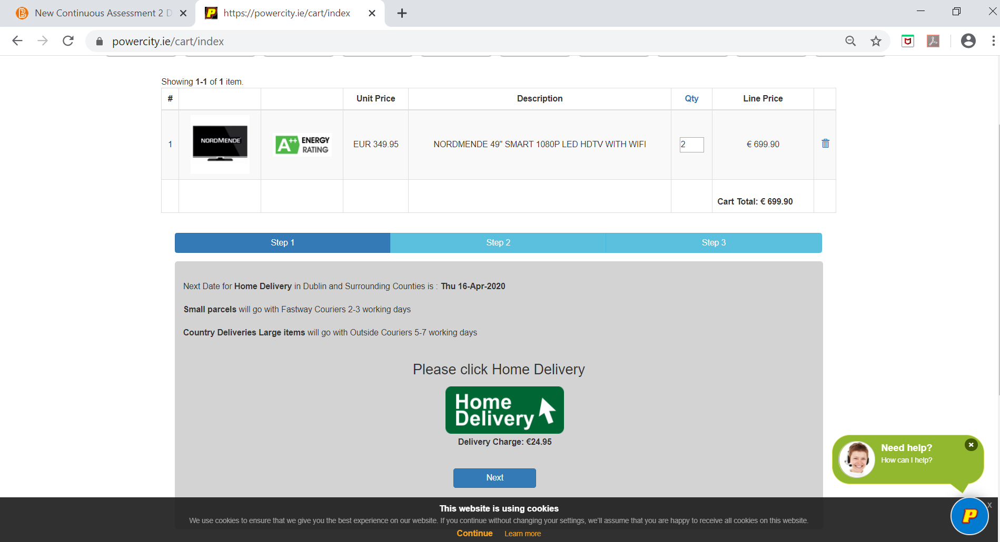 New Continuous Assessment 2 D
https://powercity.ie/cart/index
powercity.ie/cart/index
Showing 1-1 of 1 item.
# Unit Price Description Qty Line Price
1 NORDMENDE A++ ENERGY RATING EUR 349.95 NORDMENDE 49" SMART 1080P LED HDTV WITH WIFI 2 € 699.90
Cart Total: € 699.90
Step 1 Step 2 Step 3
Next Date for Home Delivery in Dublin and Surrounding Counties is : Thu 16-Apr-2020
Small parcels will go with Fastway Couriers 2-3 working days
Country Deliveries Large items will go with Outside Couriers 5-7 working days
Please click Home Delivery
Home
Delivery
Delivery Charge: €24.95
Next
Need help?
How can I help?
This website is using cookies
We use cookies to ensure that we give you the best experience on our website. If you continue without changing your settings, we'll assume that you are happy to receive all cookies on this website.
Continue Learn more
X
P